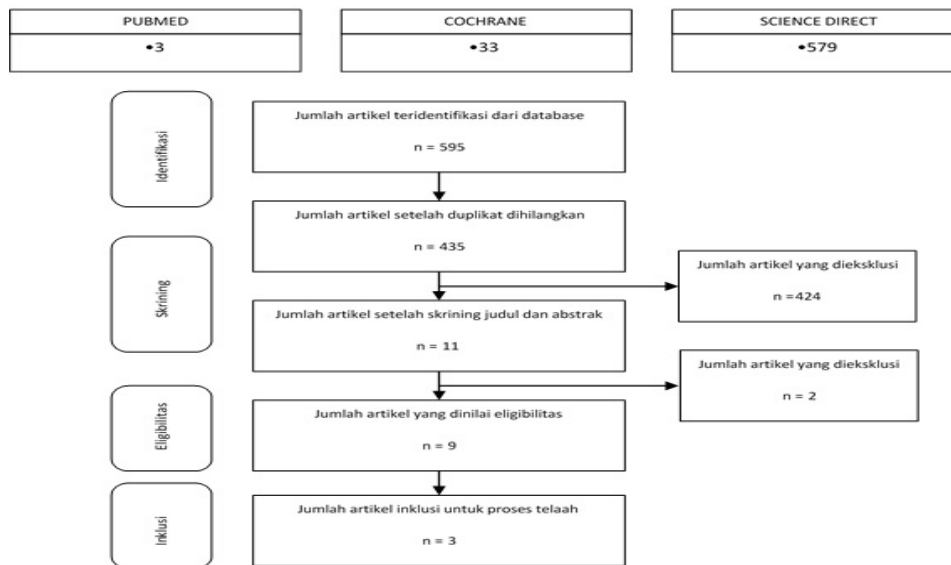 PUBMED
•3
COCHRANE
•33
SCIENCE DIRECT
•579
Identifikasi
Jumlah artikel teridentifikasi dari database
n = 595
Jumlah artikel setelah duplikat dihilangkan
n = 435
Skrining
Jumlah artikel yang dieksklusi
n =424
Jumlah artikel setelah skrining judul dan abstrak
n = 11
Jumlah artikel yang dieksklusi
n = 2
Eligibilitas
Jumlah artikel yang dinilai eligibilitas
n = 9
Inklusi
Jumlah artikel inklusi untuk proses telaah
n = 3